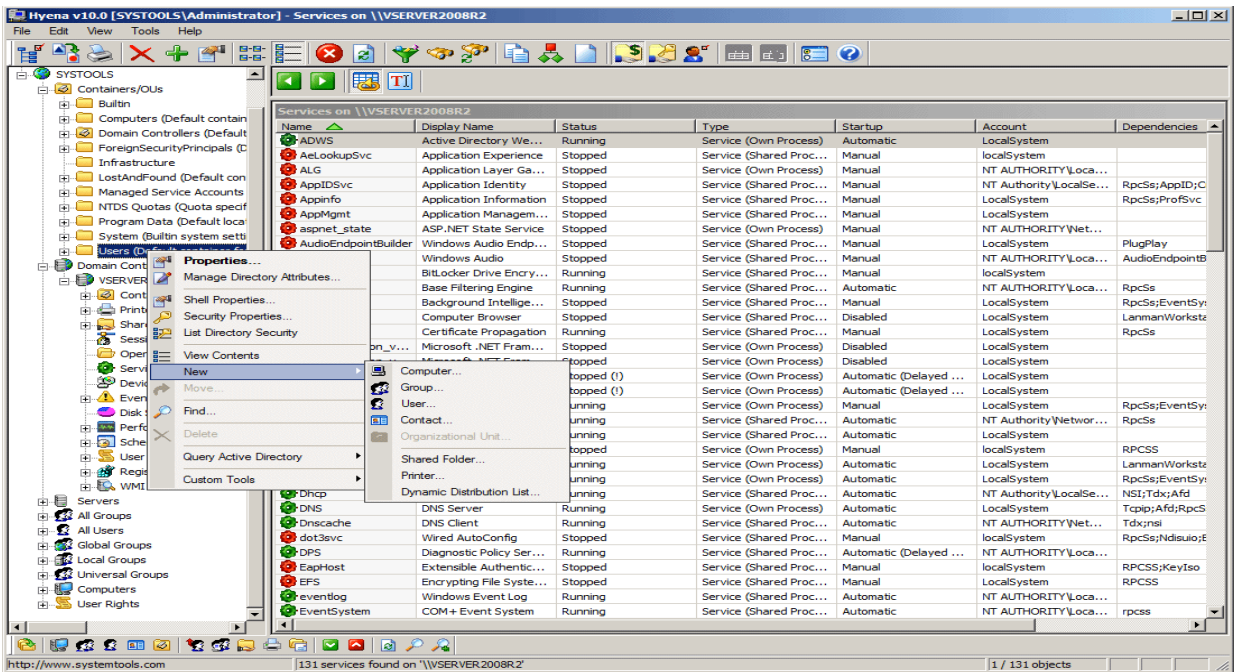 Hyena v10.0 [SYSTOOLS\Administrator] - Services on \\VSERVER2008R2
File Edit View Tools Help
SYSTOOLS
Containers/OUs
Builtin
Computers (Default contain
Domain Controllers (Default
ForeignSecurityPrincipals (D
Infrastructure
LostAndFound (Default con
Managed Service Accounts
NTDS Quotas (Quota specif
Program Data (Default loca
System (Builtin system setti
Users (Default container for
Domain Cont
VSERVER
Cont
Print
Share
Sessi
Open
Servi
Devic
Even
Disk
Perfo
Sche
User
Regis
WMI
Servers
All Groups
All Users
Global Groups
Local Groups
Universal Groups
Computers
User Rights
Properties...
Manage Directory Attributes...
Shell Properties...
Security Properties...
List Directory Security
View Contents
New
Move...
Find...
Delete
Query Active Directory
Custom Tools
Computer...
Group...
User...
Contact...
Organizational Unit...
Shared Folder...
Printer...
Dynamic Distribution List...
Services on \\VSERVER2008R2
Name Display Name Status Type Startup Account Dependencies
ADWS Active Directory We... Running Service (Own Process) Automatic LocalSystem
AeLookupSvc Application Experience Stopped Service (Shared Proc... Manual localSystem
ALG Application Layer Ga... Stopped Service (Own Process) Manual NT AUTHORITY\Loca...
AppIDSvc Application Identity Stopped Service (Shared Proc... Manual NT Authority\LocalSe... RpcSs;AppID;C
Appinfo Application Information Stopped Service (Shared Proc... Manual LocalSystem RpcSs;ProfSvc
AppMgmt Application Managem... Stopped Service (Shared Proc... Manual LocalSystem
aspnet_state ASP.NET State Service Stopped Service (Own Process) Manual NT AUTHORITY\Net...
AudioEndpointBuilder Windows Audio Endp... Stopped Service (Shared Proc... Manual LocalSystem PlugPlay
Windows Audio Stopped Service (Shared Proc... Manual NT AUTHORITY\Loca... AudioEndpointB
BitLocker Drive Encry... Running Service (Shared Proc... Manual localSystem
Base Filtering Engine Running Service (Shared Proc... Automatic NT AUTHORITY\Loca... RpcSs
Background Intellige... Stopped Service (Shared Proc... Manual LocalSystem RpcSs;EventSy
Computer Browser Stopped Service (Shared Proc... Disabled LocalSystem LanmanWorksta
Certificate Propagation Running Service (Shared Proc... Manual LocalSystem RpcSs
on_v... Microsoft .NET Fram... Stopped Service (Own Process) Disabled LocalSystem
Microsoft .NET Fram... Stopped Service (Own Process) Disabled LocalSystem
topped (!) Service (Own Process) Automatic (Delayed ... LocalSystem
topped (!) Service (Own Process) Automatic (Delayed ... LocalSystem
unning Service (Own Process) Manual LocalSystem RpcSs;EventSy
unning Service (Shared Proc... Automatic NT Authority\Networ... RpcSs
unning Service (Shared Proc... Automatic localSystem
topped Service (Shared Proc... Manual localSystem RPCSS
unning Service (Own Process) Automatic LocalSystem LanmanWorksta
unning Service (Own Process) Automatic LocalSystem RpcSs;EventSy
Dhcp unning Service (Shared Proc... Automatic NT Authority\LocalSe... NSI;Tdx;Afd
DNS DNS Server Running Service (Own Process) Automatic LocalSystem Tcpip;Afd;RpcS
Dnscache DNS Client Running Service (Shared Proc... Automatic NT AUTHORITY\Net... Tdx;nsi
dot3svc Wired AutoConfig Stopped Service (Shared Proc... Manual localSystem RpcSs;Ndisuio;E
DPS Diagnostic Policy Ser... Running Service (Shared Proc... Automatic (Delayed ... NT AUTHORITY\Loca...
EapHost Extensible Authentic... Stopped Service (Shared Proc... Manual localSystem RPCSS;KeyIso
EFS Encrypting File Syste... Stopped Service (Shared Proc... Manual LocalSystem RPCSS
eventlog Windows Event Log Running Service (Shared Proc... Automatic NT AUTHORITY\Loca...
EventSystem COM+ Event System Running Service (Shared Proc... Automatic NT AUTHORITY\Loca... rpcss
http://www.systemtools.com 131 services found on '\\VSERVER2008R2' 1 / 131 objects